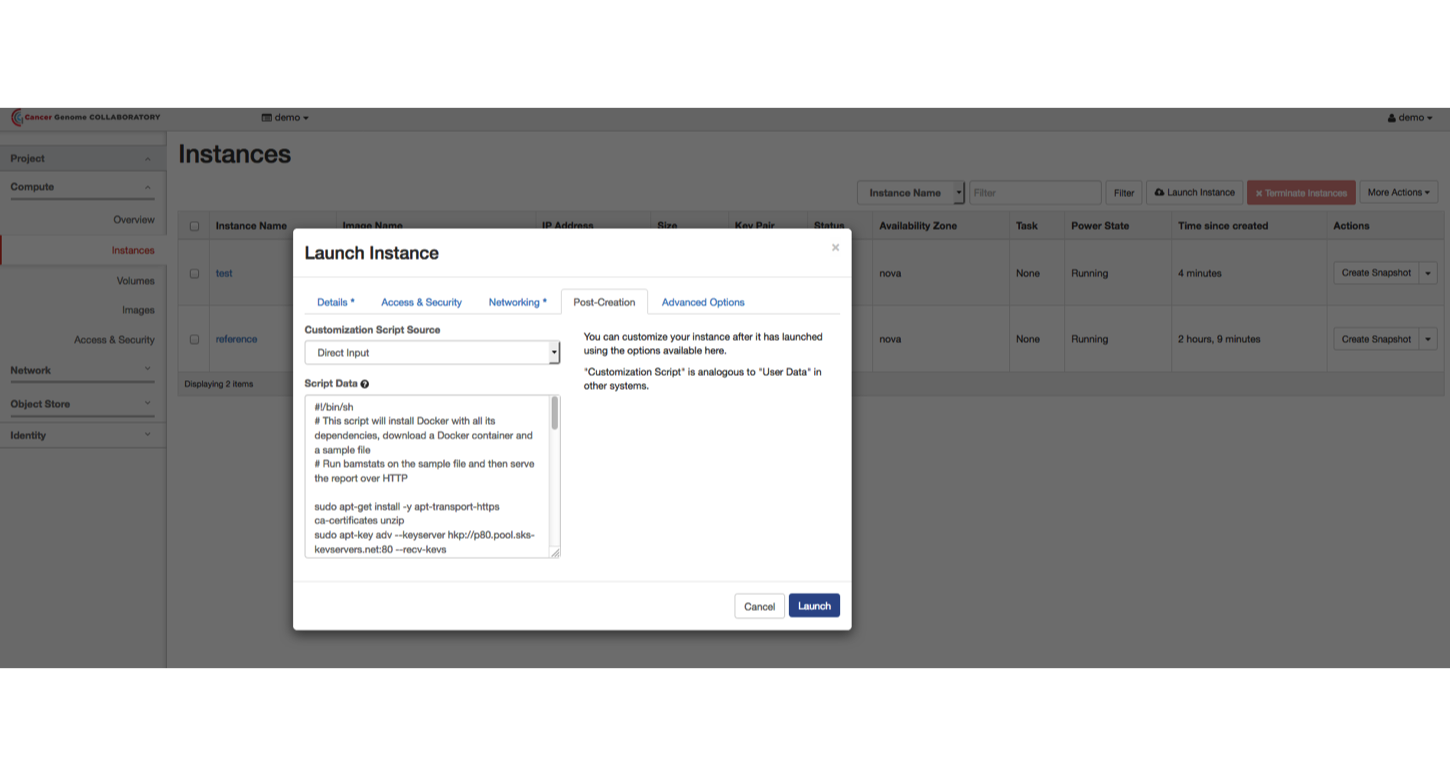 Cancer Genome COLLABORATORY
demo
demo
Project
Compute
Overview
Instances
Volumes
Images
Access & Security
Network
Object Store
Identity
Instances
Instance Name
Filter
Filter
Launch Instance
× Terminate Instances
More Actions
Instance Name
Image Name
IP Address
Size
Key Pair
Status
Availability Zone
Task
Power State
Time since created
Actions
test
nova
None
Running
4 minutes
Create Snapshot
reference
nova
None
Running
2 hours, 9 minutes
Create Snapshot
Displaying 2 items
Launch Instance
×
Details *
Access & Security
Networking *
Post-Creation
Advanced Options
Customization Script Source
Direct Input
Script Data
#!/bin/sh
# This script will install Docker with all its
dependencies, download a Docker container and
a sample file
# Run bamstats on the sample file and then serve
the report over HTTP
sudo apt-get install -y apt-transport-https
ca-certificates unzip
sudo apt-key adv --keyserver hkp://p80.pool.sks-
keyservers.net:80 --recv-keys
You can customize your instance after it has launched
using the options available here.
"Customization Script" is analogous to "User Data" in
other systems.
Cancel
Launch